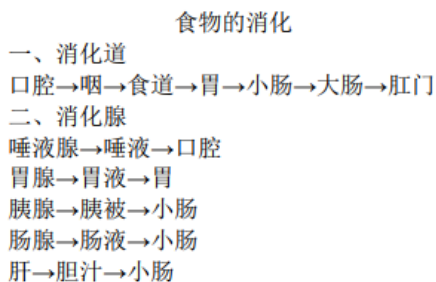 食物的消化
一、消化道
口腔→咽→食道→胃→小肠→大肠→肛门
二、消化腺
唾液腺→唾液→口腔
胃腺→胃液→胃
胰腺→胰被→小肠
肠腺→肠液→小肠
肝→胆汁→小肠